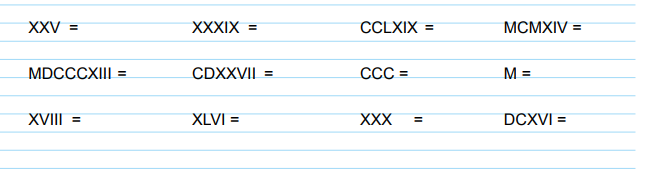 XXV = XXXIX = CCLXIX = MCMXIV =
MDCCCXIII = CDXXVII = CCC = M =
XVIII = XLVI = XXX = DCXVI =